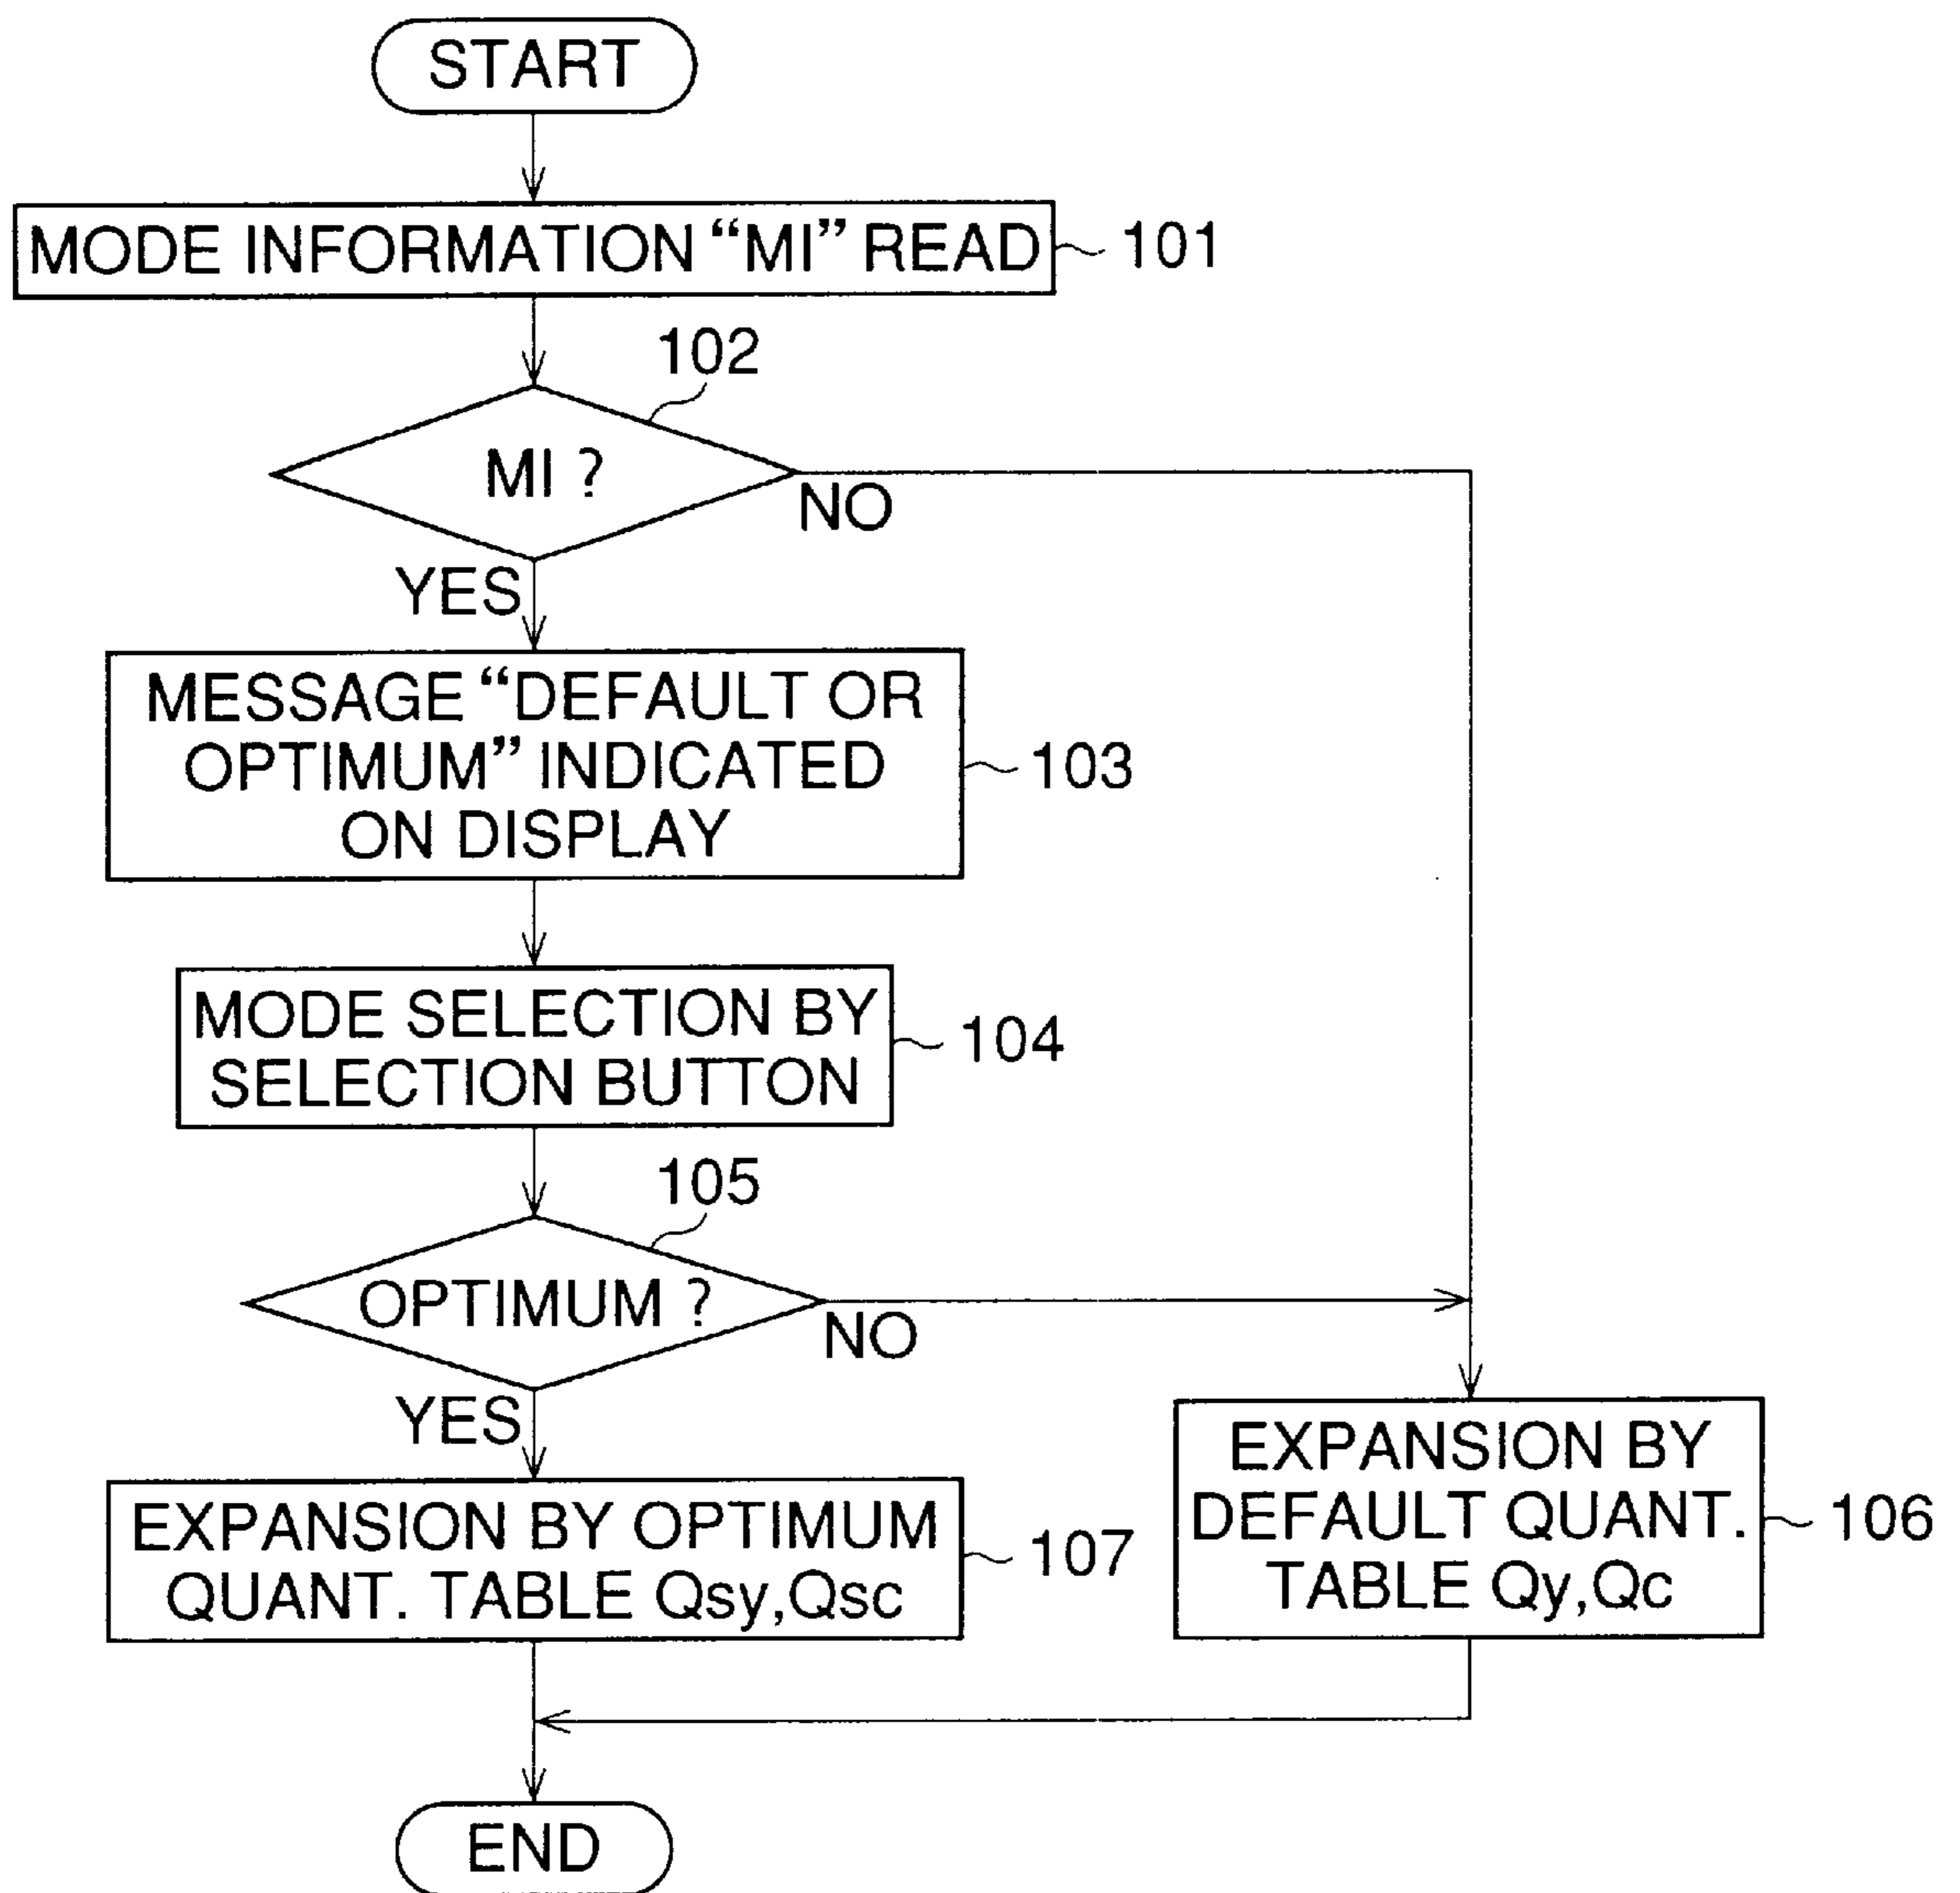 START
MODE INFORMATION “MI” READ
101
102
MI ?
NO
YES
MESSAGE “DEFAULT OR
OPTIMUM” INDICATED
ON DISPLAY
103
MODE SELECTION BY
SELECTION BUTTON
104
105
OPTIMUM ?
NO
YES
EXPANSION BY OPTIMUM
QUANT. TABLE Qsy,Qsc
107
EXPANSION BY
DEFAULT QUANT.
TABLE Qy,Qc
106
END